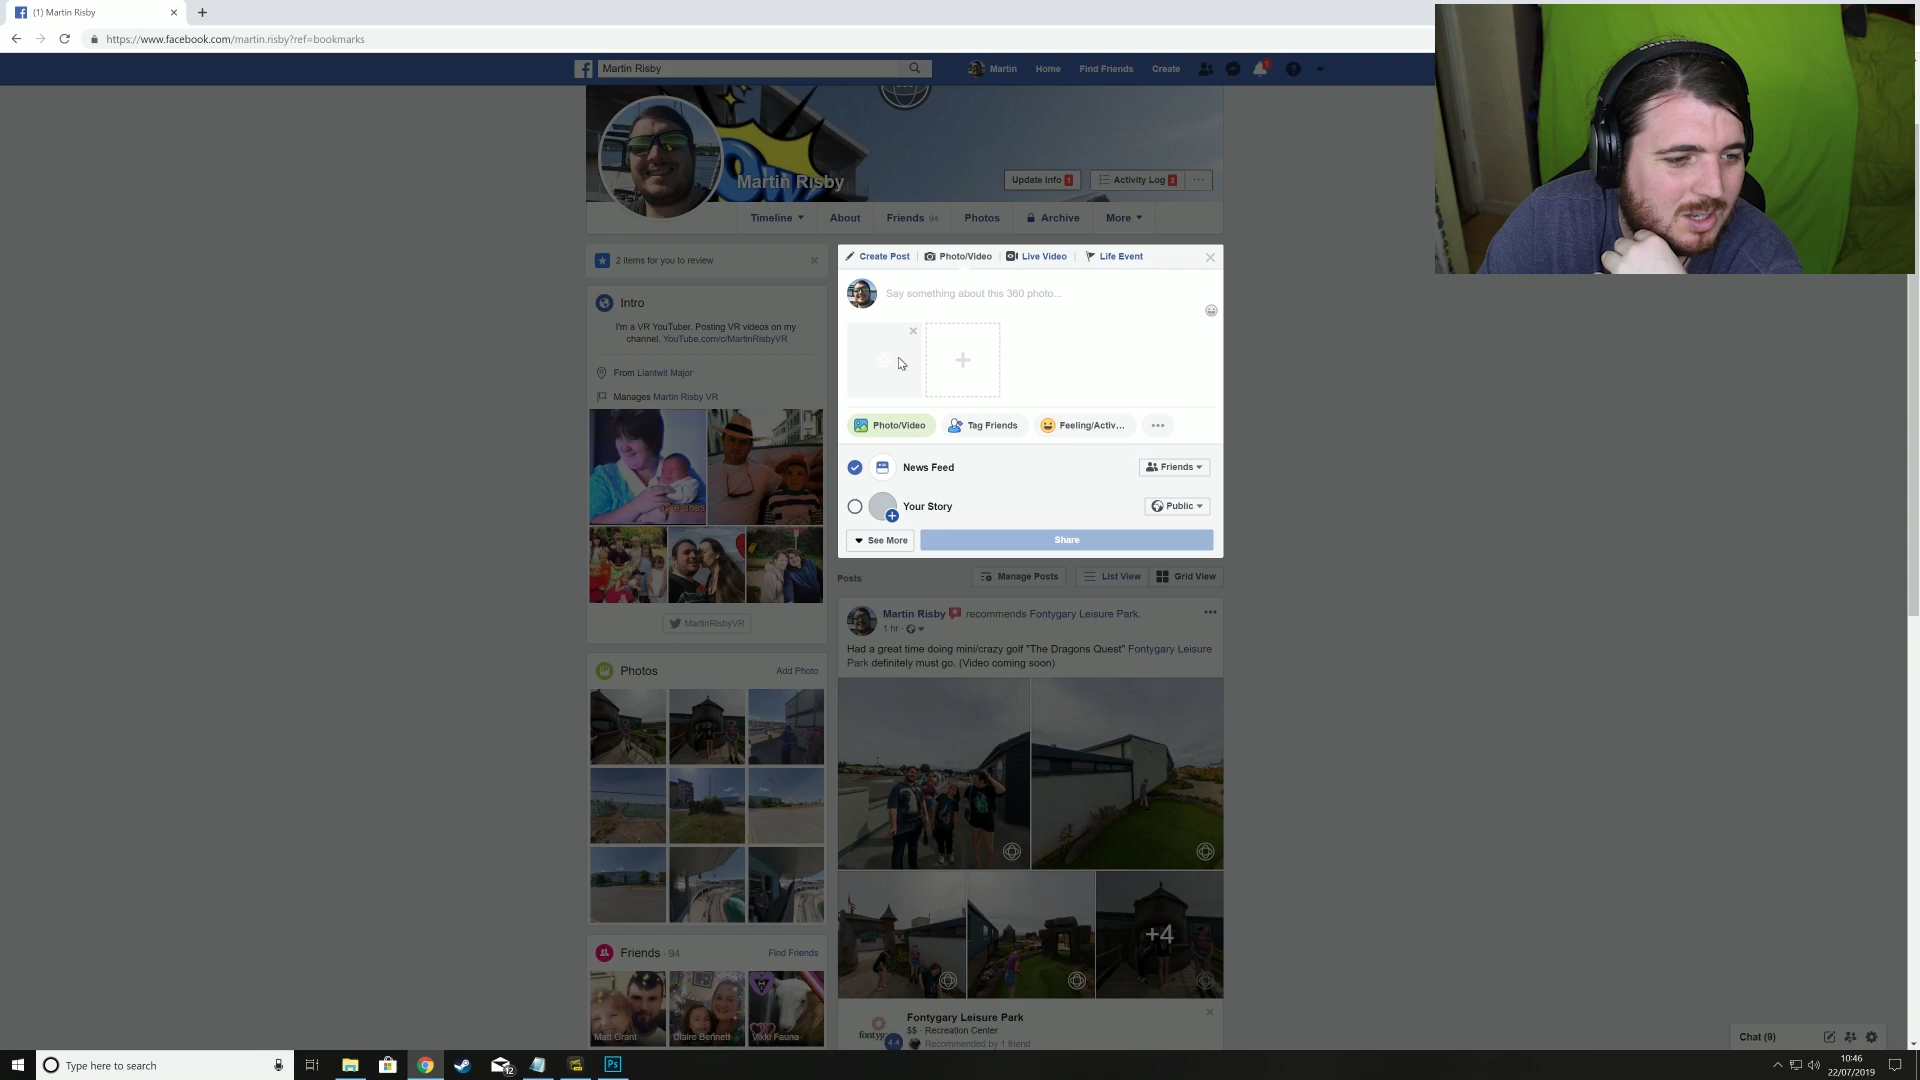 (1) Martin Risby
https://www.facebook.com/martin.risby?ref=bookmarks
Martin Risby
Martin
Home
Find Friends
Create
1
Martin Risby
Update Info 1
Activity Log 2
Timeline
About
Friends 94
Photos
Archive
More
2 items for you to review
Intro
I'm a VR YouTuber. Posting VR videos on my
channel. YouTube.com/c/MartinRisbyVR
From Llantwit Major
Manages Martin Risby VR
MartinRisbyVR
Photos
Add Photo
Friends · 94
Find Friends
Matt Grant
Claire Bennett
Vikki Fauna
Create Post
Photo/Video
Live Video
Life Event
Say something about this 360 photo...
Photo/Video
Tag Friends
Feeling/Activ...
News Feed
Friends
Your Story
Public
See More
Share
Posts
Manage Posts
List View
Grid View
Martin Risby recommends Fontygary Leisure Park.
1 hr ·
Had a great time doing mini/crazy golf "The Dragons Quest" Fontygary Leisure
Park definitely must go. (Video coming soon)
+4
Fontygary Leisure Park
$$ · Recreation Center
4.4
Recommended by 1 friend
Chat (9)
Type here to search
12
Ps
10:46
22/07/2019